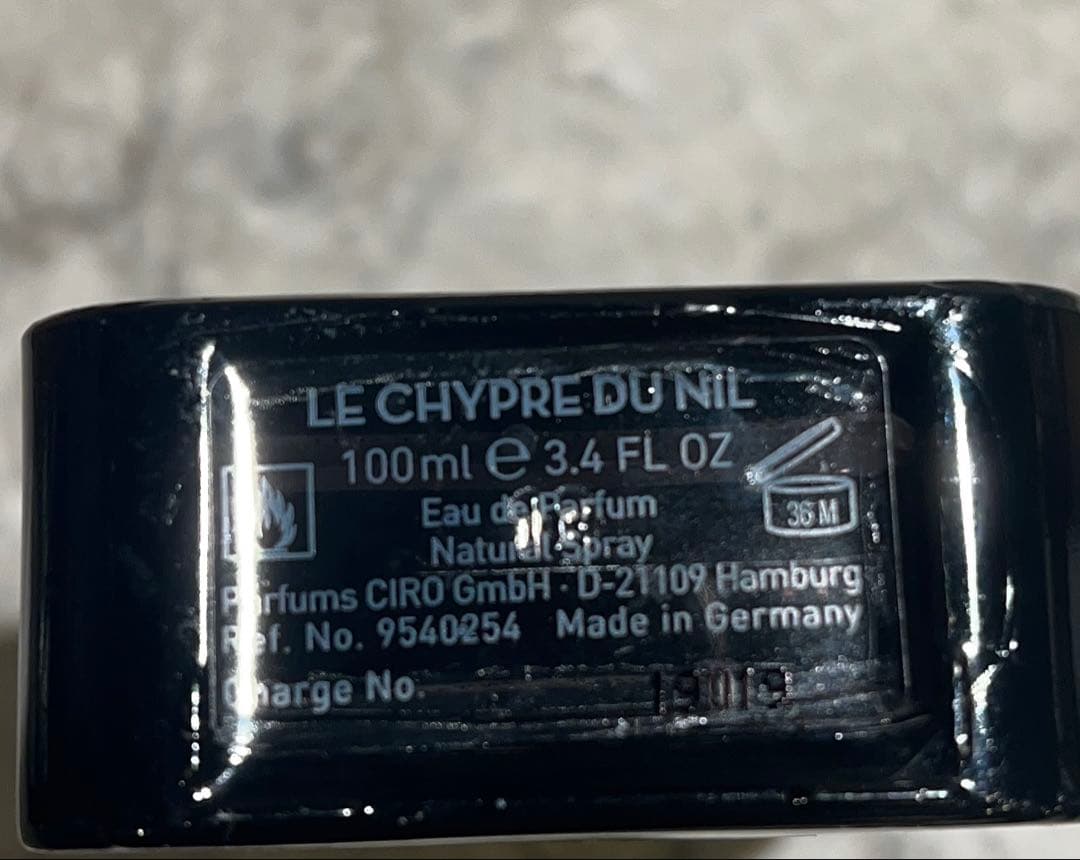 LE CHYPRE DU NIL
100ml e 3.4 FL OZ
Eau de Parfum
Natural Spray
36 M
Parfums CIRO GmbH · D-21109 Hamburg
Ref. No. 9540254 Made in Germany
Charge No.